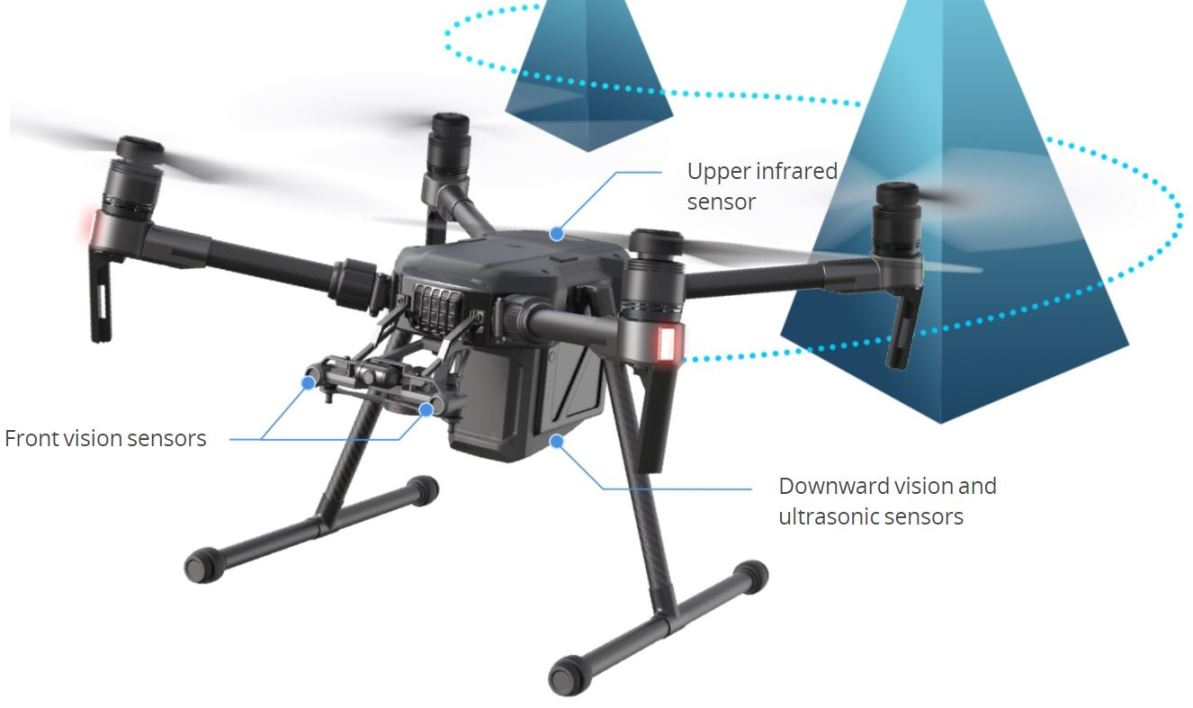 Upper infrared
sensor
Front vision sensors
Downward vision and
ultrasonic sensors